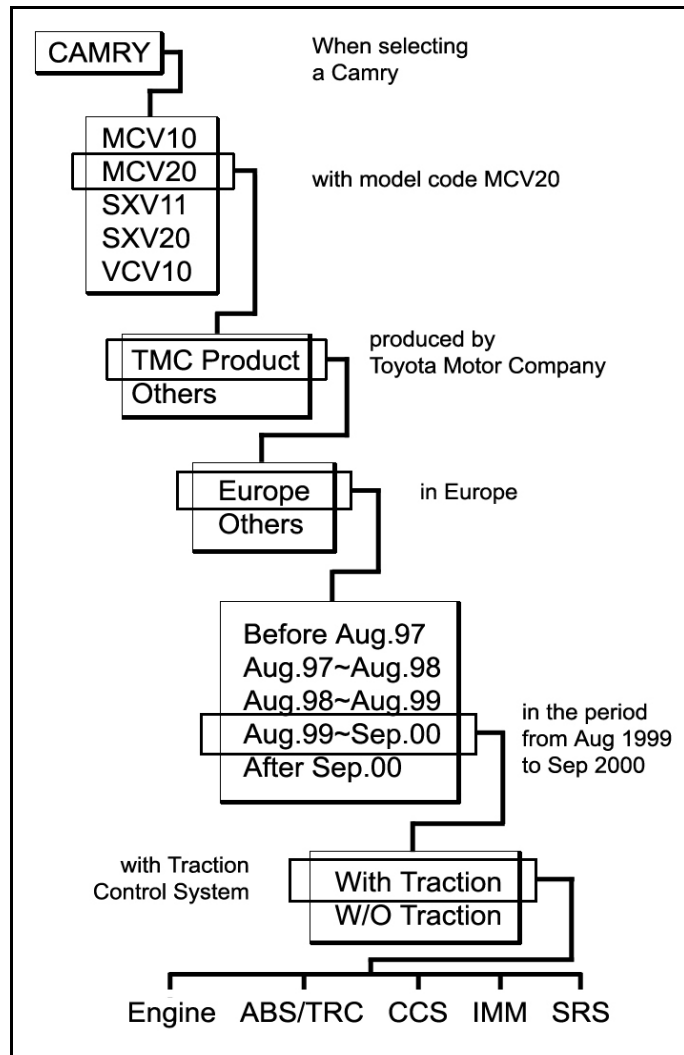 CAMRY
When selecting
a Camry
MCV10
MCV20
SXV11
SXV20
VCV10
with model code MCV20
TMC Product
Others
produced by
Toyota Motor Company
Europe
Others
in Europe
Before Aug.97
Aug.97~Aug.98
Aug.98~Aug.99
Aug.99~Sep.00
After Sep.00
in the period
from Aug 1999
to Sep 2000
with Traction
Control System
With Traction
W/O Traction
Engine ABS/TRC CCS IMM SRS